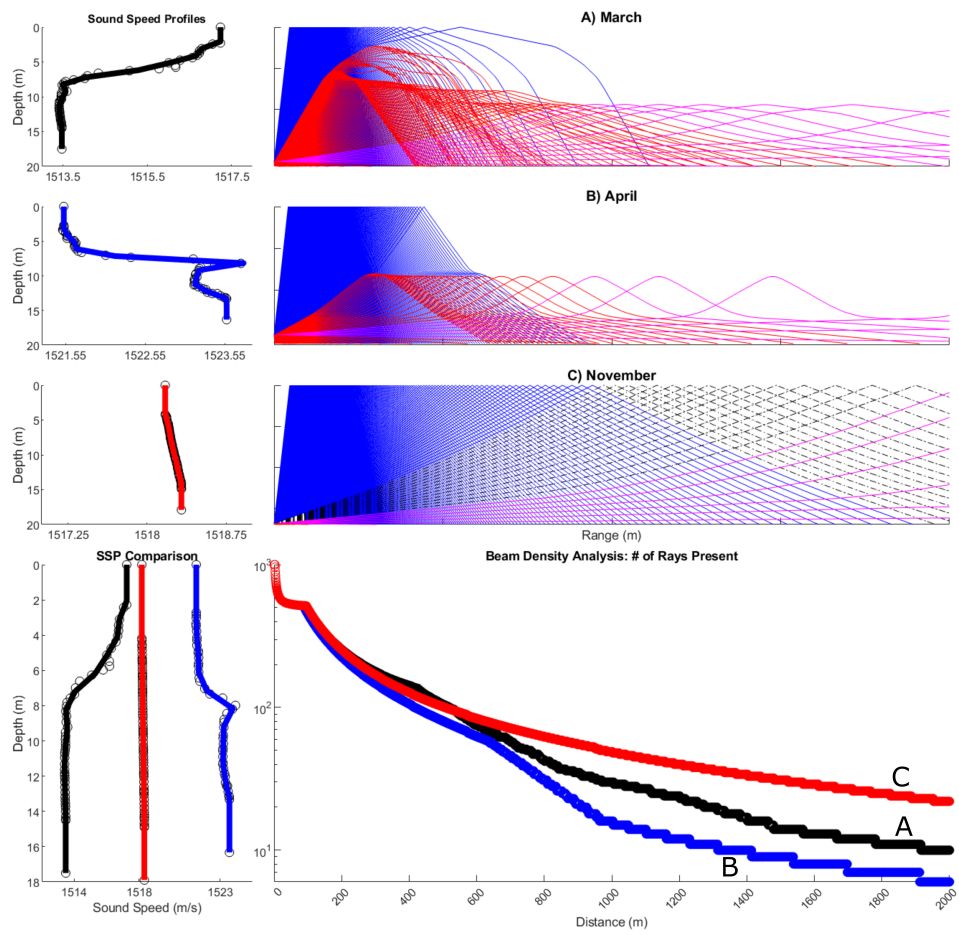 Sound Speed Profiles
A) March
0
5
10
15
20
Depth (m)
1513.5 1515.5 1517.5
B) April
0
5
10
15
20
Depth (m)
1521.55 1522.55 1523.55
C) November
0
5
10
15
20
Depth (m)
1517.25 1518 1518.75
Range (m)
SSP Comparison
0
2
4
6
8
10
12
14
16
18
Depth (m)
1514 1518 1523
Sound Speed (m/s)
Beam Density Analysis: # of Rays Present
10³
10²
10¹
C
A
B
0 200 400 600 800 1000 1200 1400 1600 1800 2000
Distance (m)